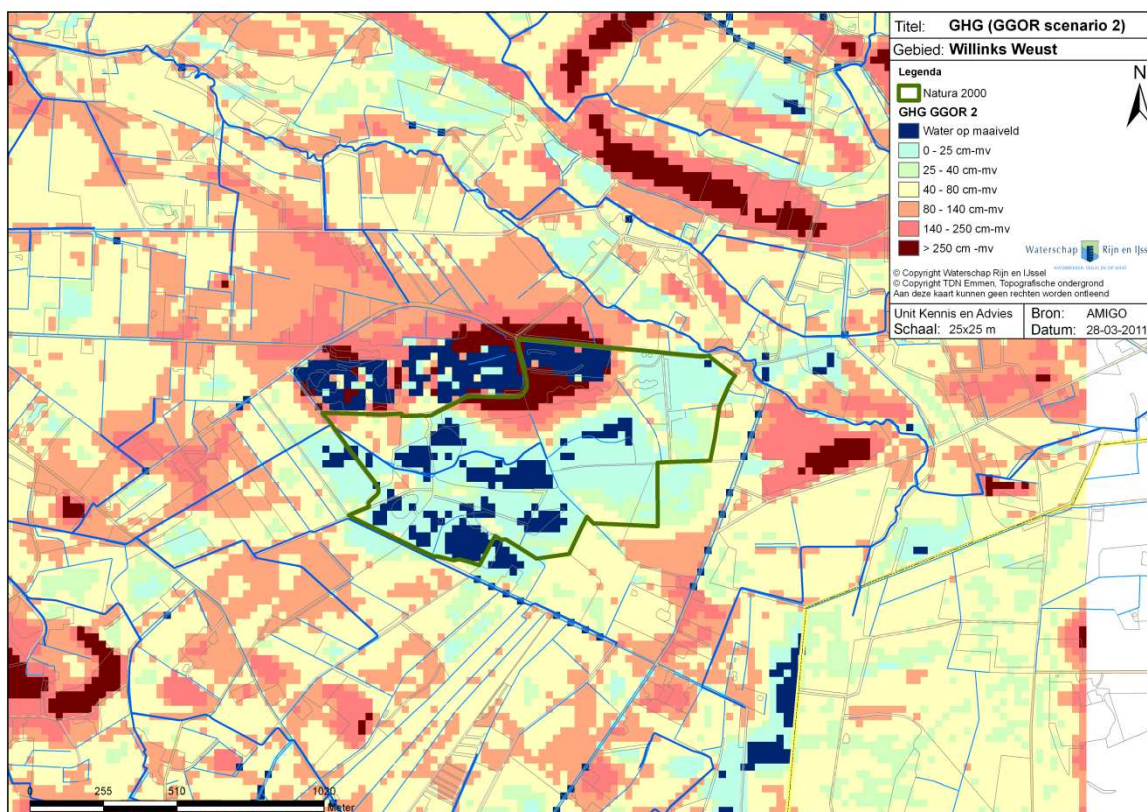 Titel: GHG (GGOR scenario 2)
Gebied: Willinks Weust
Legenda
N
Natura 2000
GHG GGOR 2
Water op maaiveld
0 - 25 cm-mv
25 - 40 cm-mv
40 - 80 cm-mv
80 - 140 cm-mv
140 - 250 cm-mv
> 250 cm -mv
Waterschap Rijn en IJssel
© Copyright Waterschap Rijn en IJssel
© Copyright TDN Emmen, Topografische ondergrond
Aan deze kaart kunnen geen rechten worden ontleend
Unit Kennis en Advies
Bron: AMIGO
Schaal: 25x25 m
Datum: 28-03-2011
0 255 510 1020
Meter